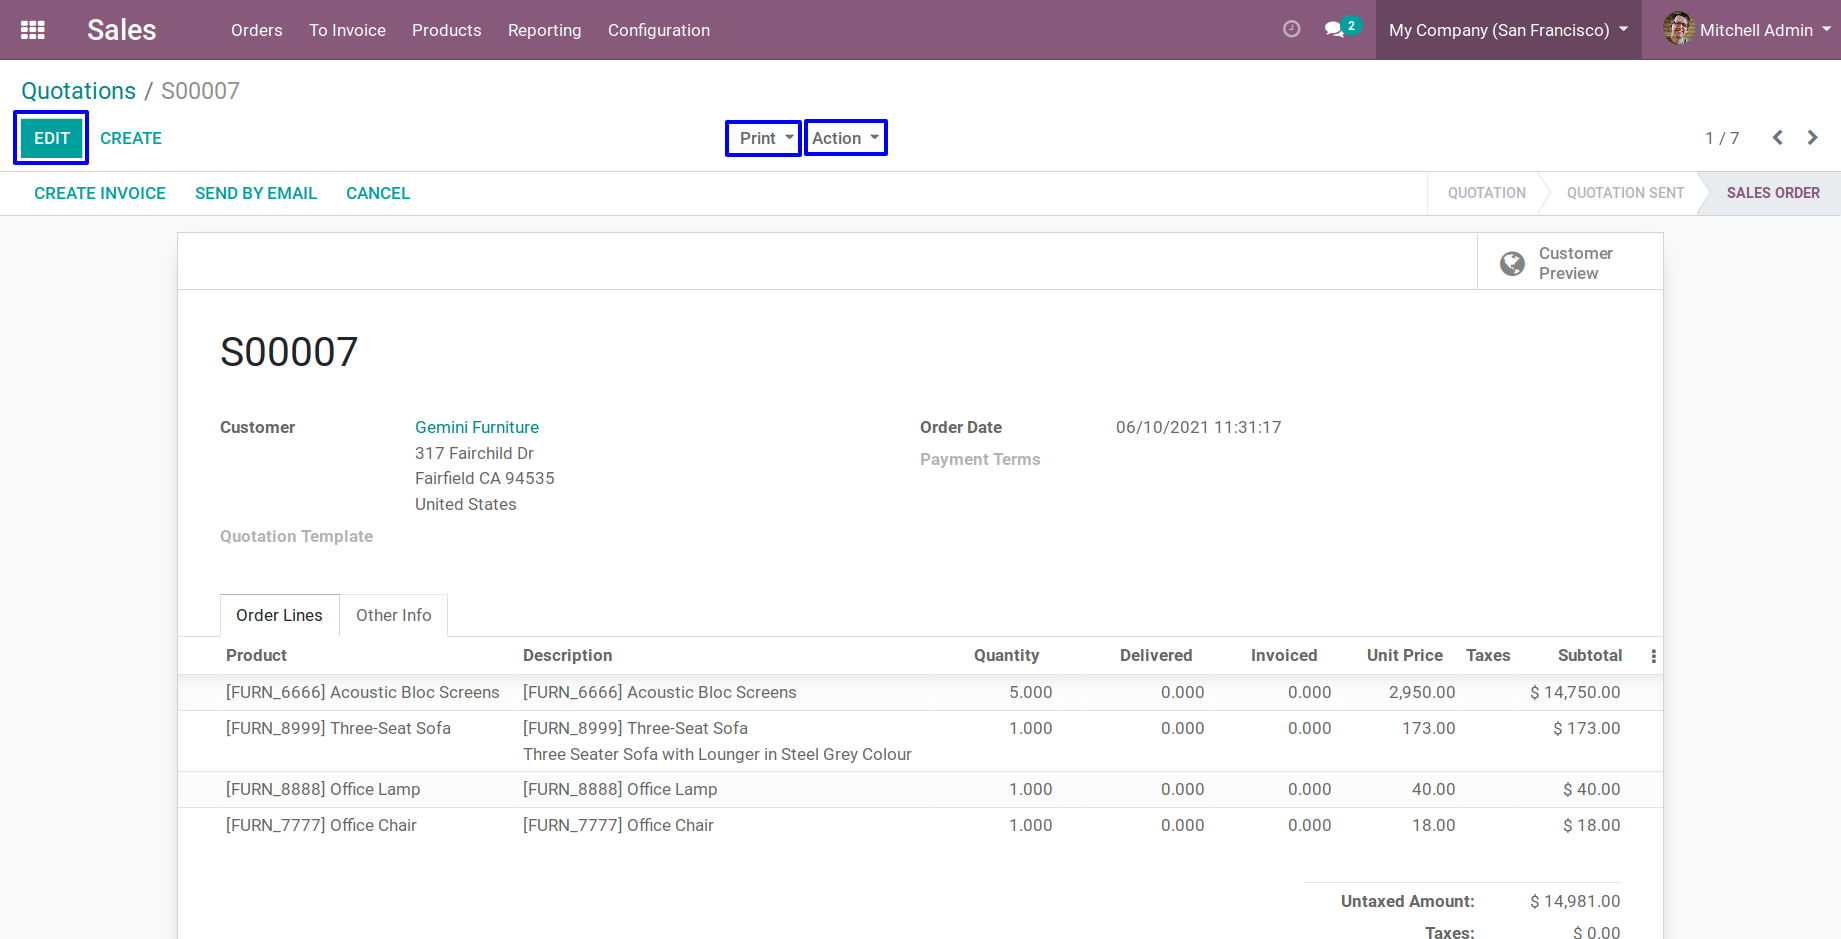 Sales Orders To Invoice Products Reporting Configuration 2 My Company (San Francisco) Mitchell Admin
Quotations / S00007
EDIT CREATE Print Action 1 / 7
CREATE INVOICE SEND BY EMAIL CANCEL QUOTATION QUOTATION SENT SALES ORDER
Customer
Preview
S00007
Customer Gemini Furniture Order Date 06/10/2021 11:31:17
317 Fairchild Dr Payment Terms
Fairfield CA 94535
United States
Quotation Template
Order Lines Other Info
Product Description Quantity Delivered Invoiced Unit Price Taxes Subtotal
[FURN_6666] Acoustic Bloc Screens [FURN_6666] Acoustic Bloc Screens 5.000 0.000 0.000 2,950.00 $ 14,750.00
[FURN_8999] Three-Seat Sofa [FURN_8999] Three-Seat Sofa 1.000 0.000 0.000 173.00 $ 173.00
Three Seater Sofa with Lounger in Steel Grey Colour
[FURN_8888] Office Lamp [FURN_8888] Office Lamp 1.000 0.000 0.000 40.00 $ 40.00
[FURN_7777] Office Chair [FURN_7777] Office Chair 1.000 0.000 0.000 18.00 $ 18.00
Untaxed Amount: $ 14,981.00
Taxes: $ 0.00